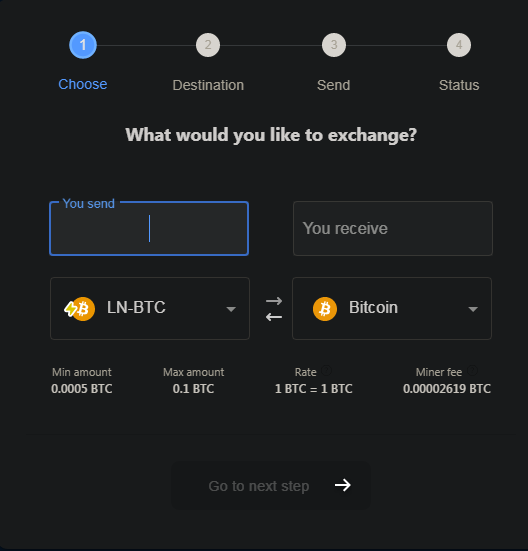 1 2 3 4
Choose Destination Send Status
What would you like to exchange?
You send
You receive
LN-BTC Bitcoin
Min amount Max amount Rate Miner fee
0.0005 BTC 0.1 BTC 1 BTC = 1 BTC 0.00002619 BTC
Go to next step